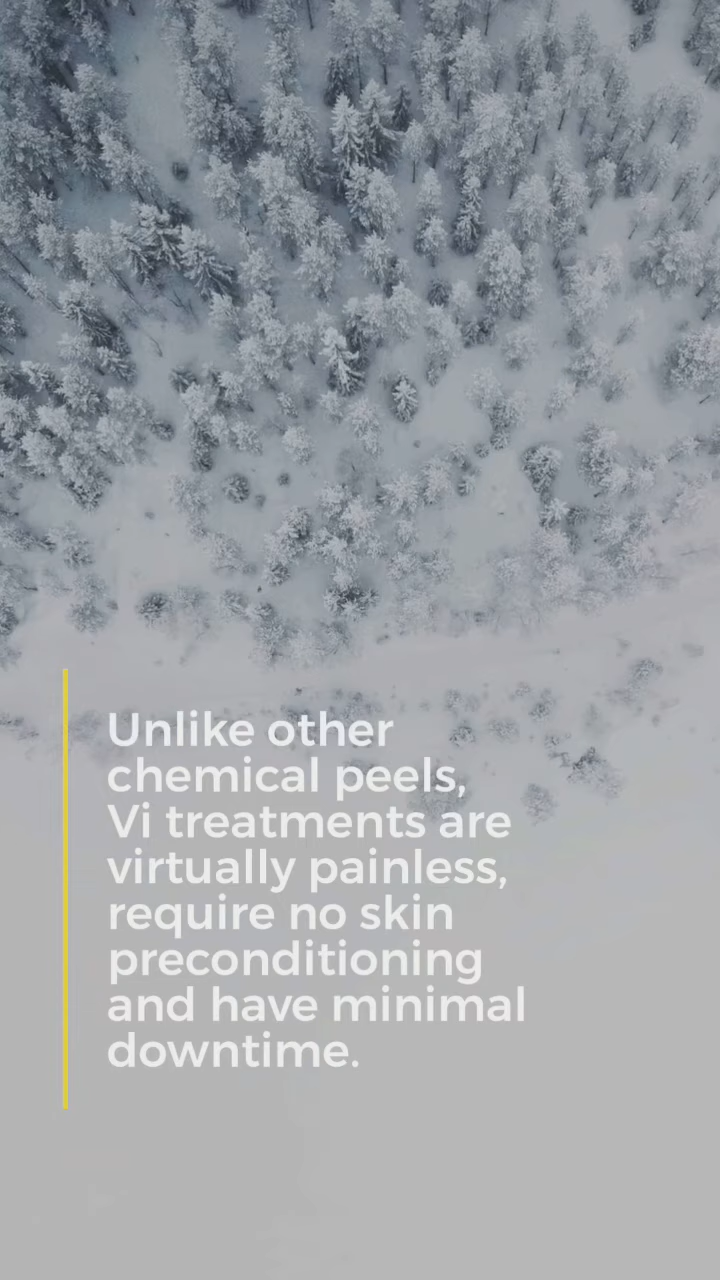 Unlike other
chemical peels,
Vi treatments are
virtually painless,
require no skin
preconditioning
and have minimal
downtime.